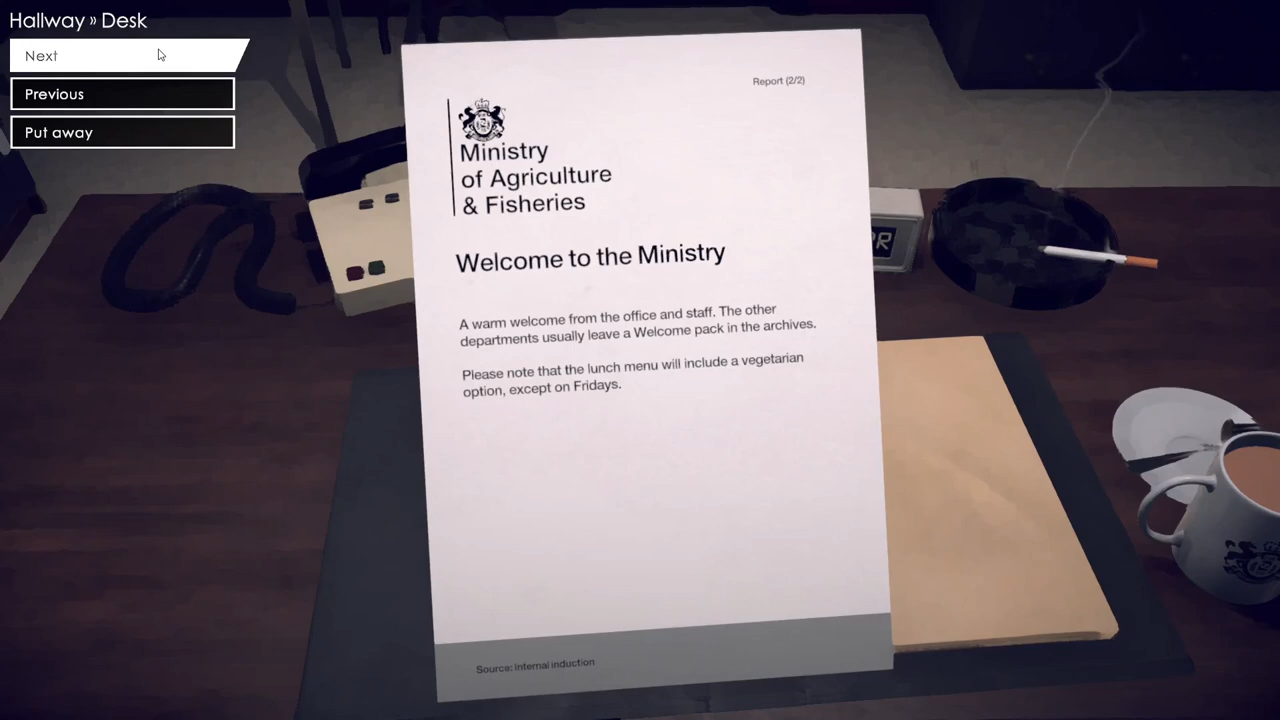 Hallway » Desk
Next
Previous
Put away
Report (2/2)
Ministry
of Agriculture
& Fisheries
Welcome to the Ministry
A warm welcome from the office and staff. The other
departments usually leave a Welcome pack in the archives.
Please note that the lunch menu will include a vegetarian
option, except on Fridays.
Source: internal induction